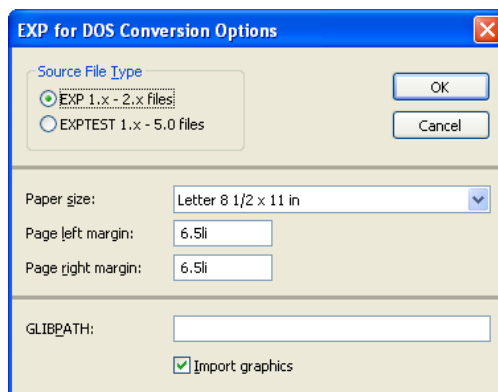 EXP for DOS Conversion Options
Source File Type
EXP 1.x - 2.x files
EXPTEST 1.x - 5.0 files
OK
Cancel
Paper size: Letter 8 1/2 x 11 in
Page left margin: 6.5li
Page right margin: 6.5li
GLIBPATH:
Import graphics